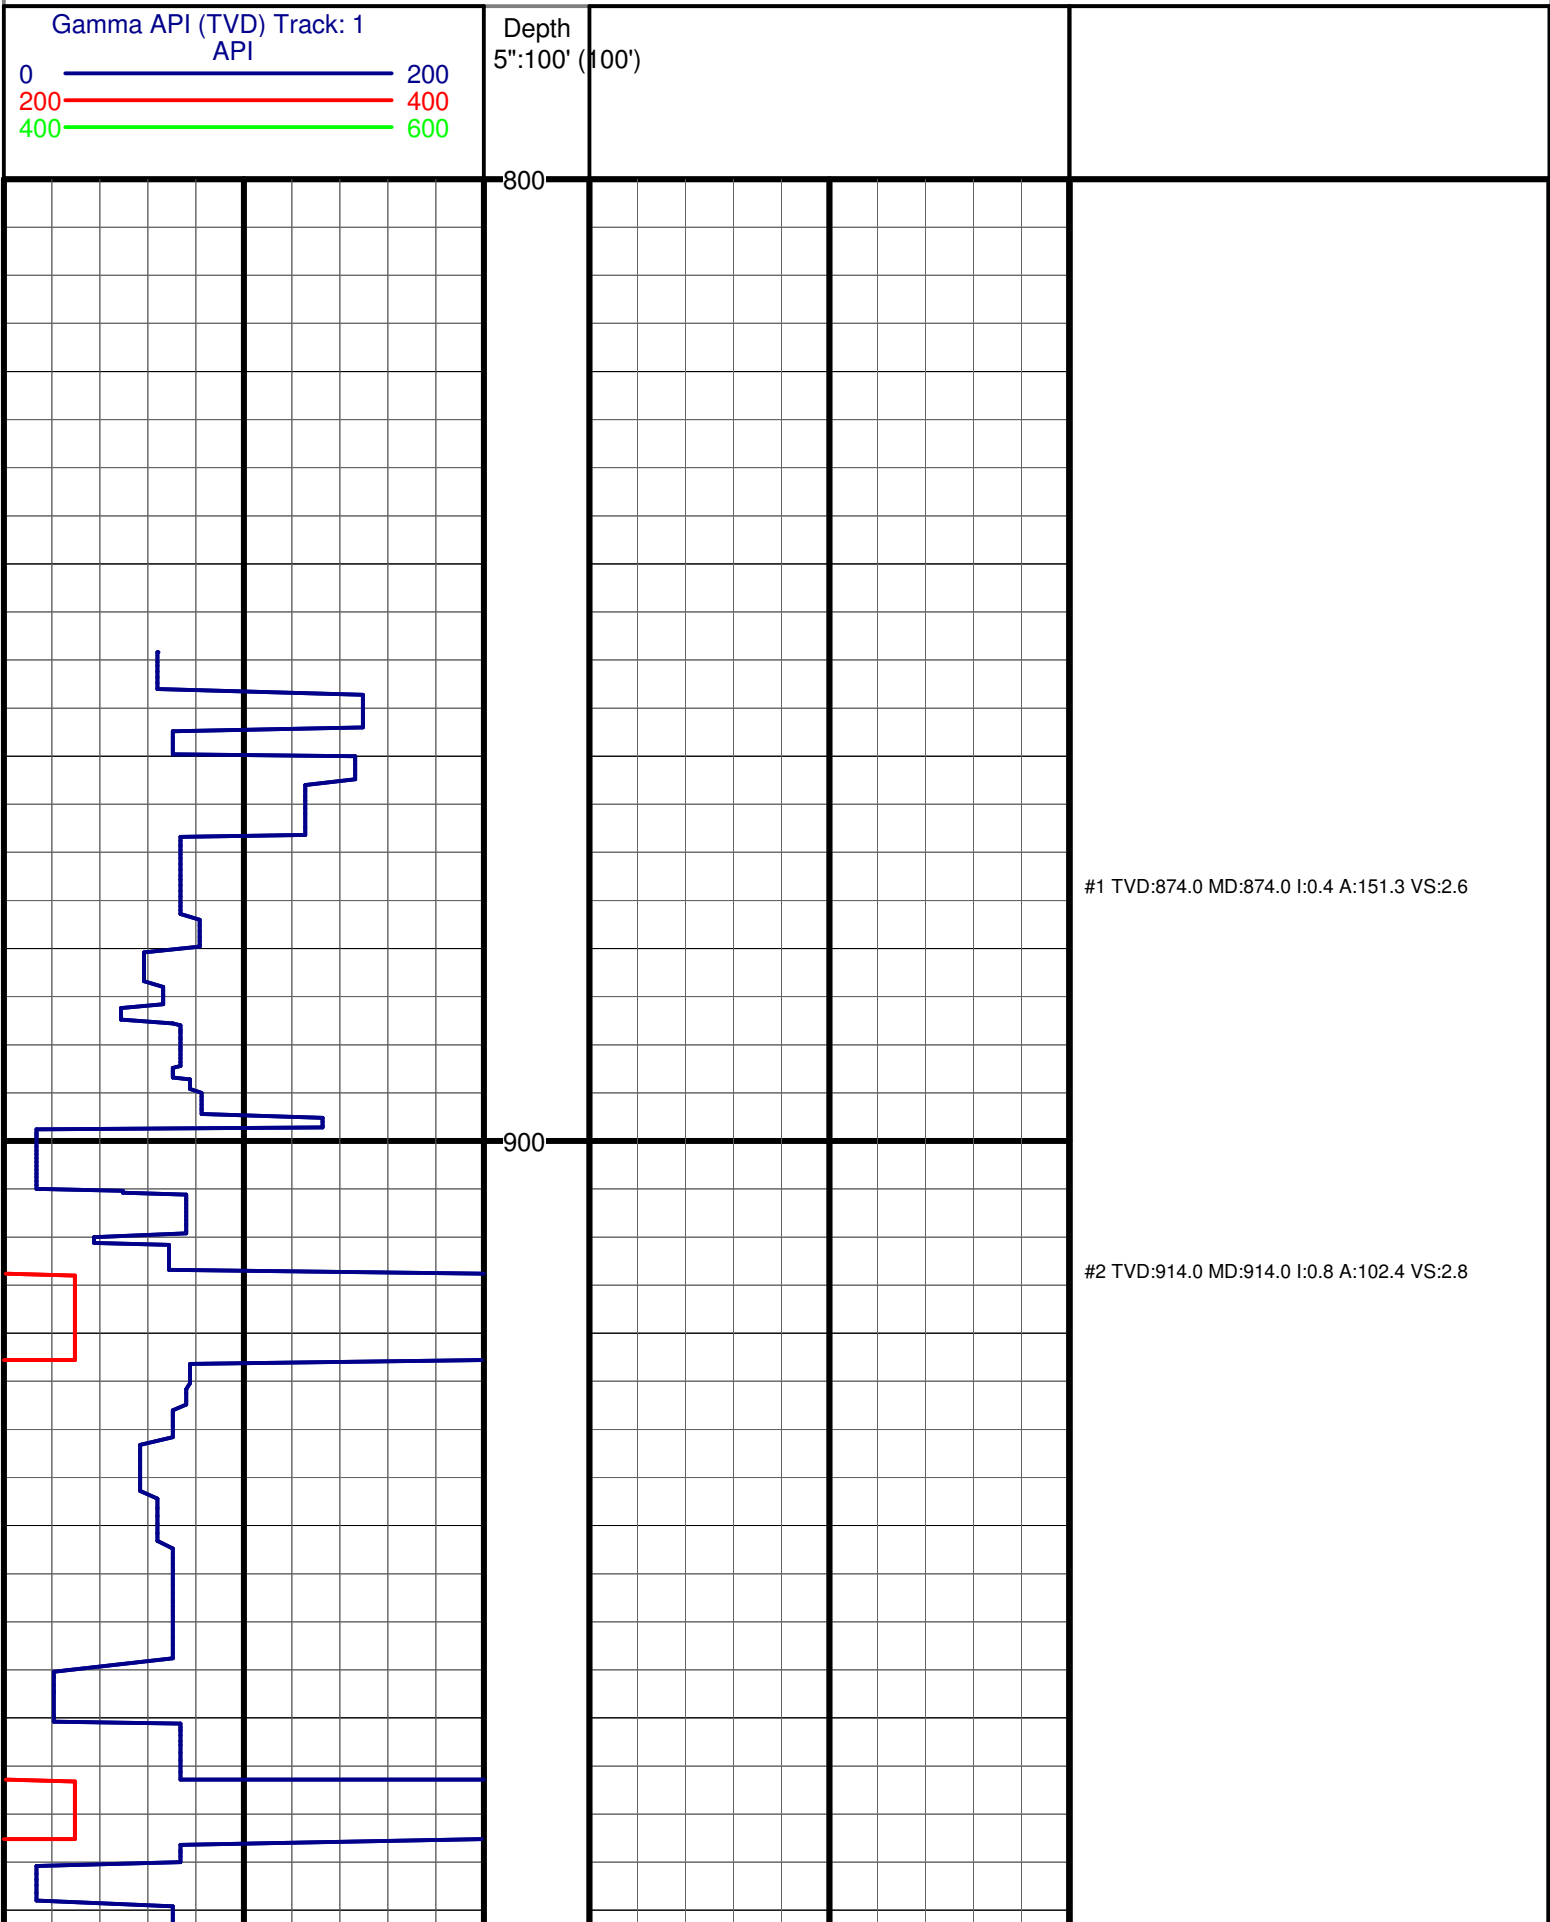 Gamma API (TVD) Track: 1
API
0 200
200 400
400 600
Depth
5":100' (100')
800
#1 TVD:874.0 MD:874.0 I:0.4 A:151.3 VS:2.6
900
#2 TVD:914.0 MD:914.0 I:0.8 A:102.4 VS:2.8